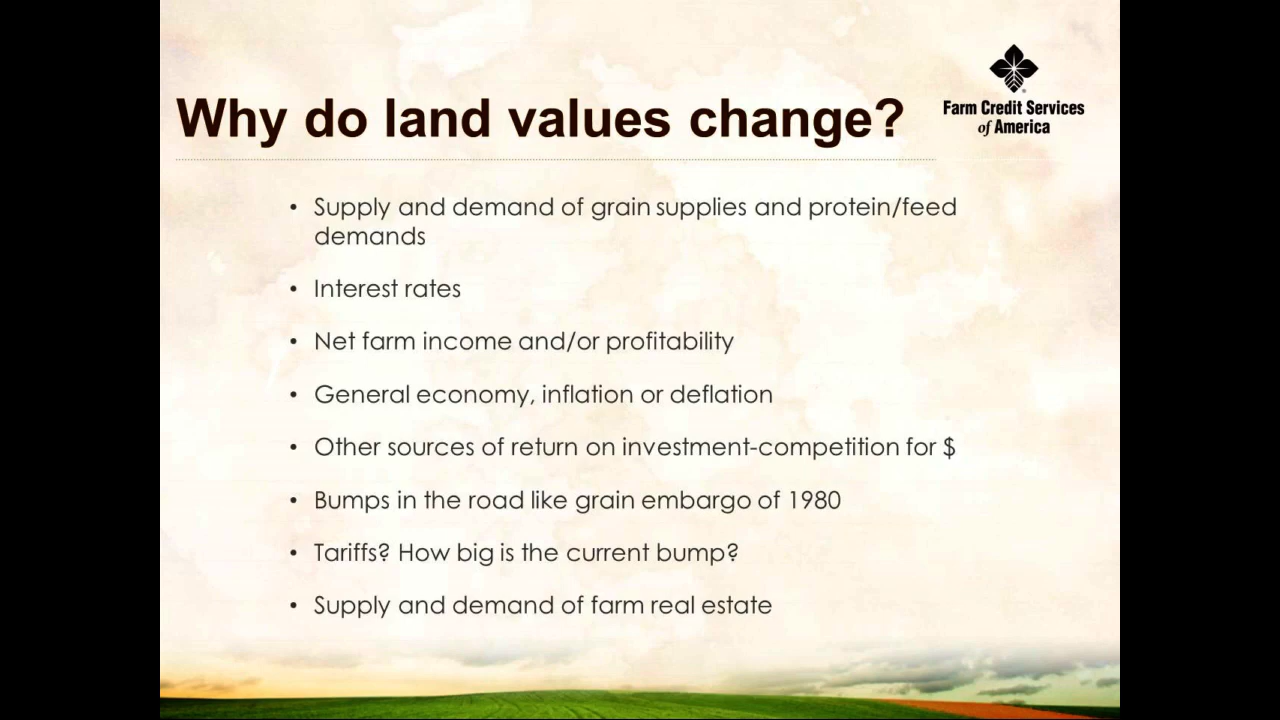 Why do land values change?
Farm Credit Services
of America
• Supply and demand of grain supplies and protein/feed
demands
• Interest rates
• Net farm income and/or profitability
• General economy, inflation or deflation
• Other sources of return on investment-competition for $
• Bumps in the road like grain embargo of 1980
• Tariffs? How big is the current bump?
• Supply and demand of farm real estate